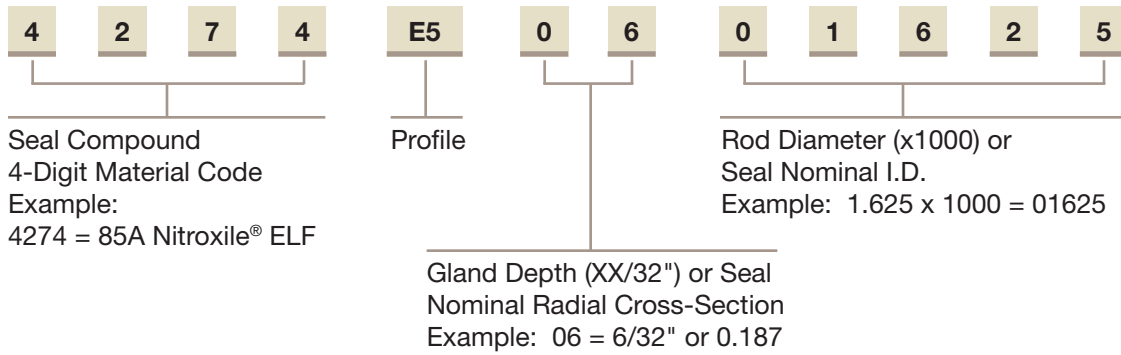 4 2 7 4 E5 0 6 0 1 6 2 5
Seal Compound
4-Digit Material Code
Example:
4274 = 85A Nitroxile® ELF
Profile
Rod Diameter (x1000) or
Seal Nominal I.D.
Example:  1.625 x 1000 = 01625
Gland Depth (XX/32") or Seal
Nominal Radial Cross-Section
Example:  06 = 6/32" or 0.187